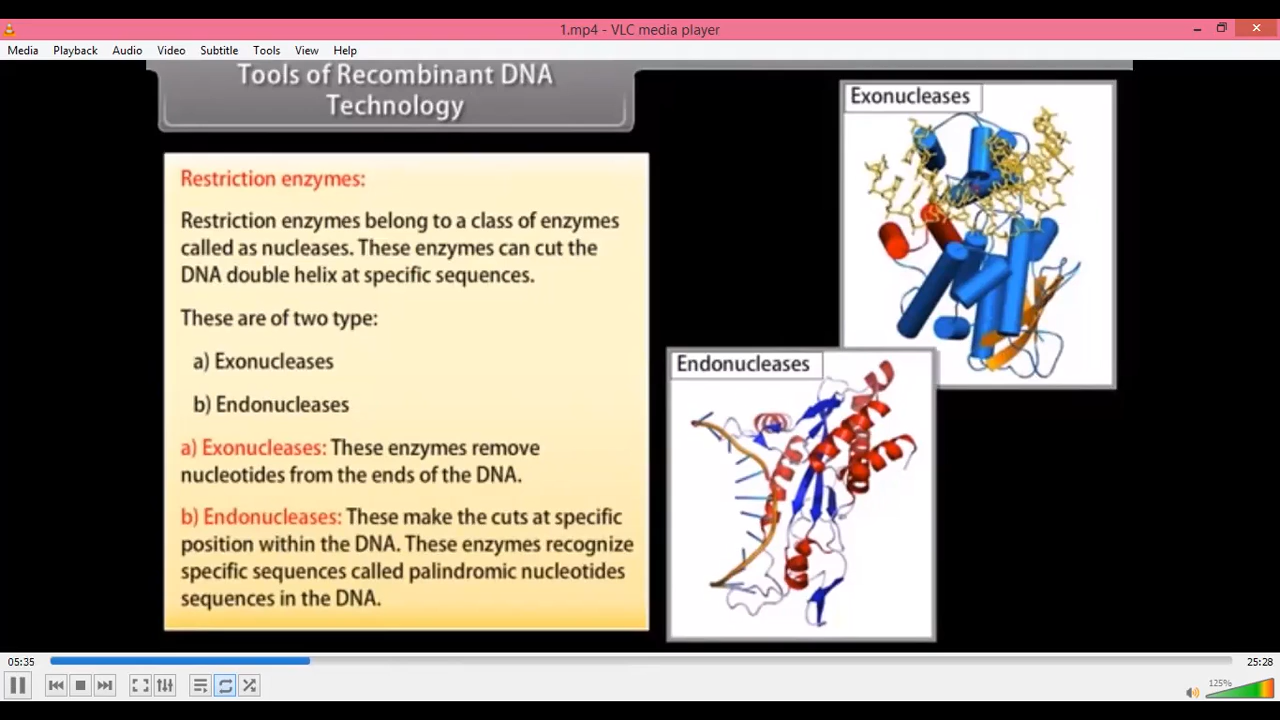 1.mp4 - VLC media player
Media Playback Audio Video Subtitle Tools View Help
Tools of Recombinant DNA
Technology
Restriction enzymes:
Restriction enzymes belong to a class of enzymes
called as nucleases. These enzymes can cut the
DNA double helix at specific sequences.
These are of two type:
a) Exonucleases
b) Endonucleases
a) Exonucleases: These enzymes remove
nucleotides from the ends of the DNA.
b) Endonucleases: These make the cuts at specific
position within the DNA. These enzymes recognize
specific sequences called palindromic nucleotides
sequences in the DNA.
Exonucleases
Endonucleases
05:35
25:28
125%